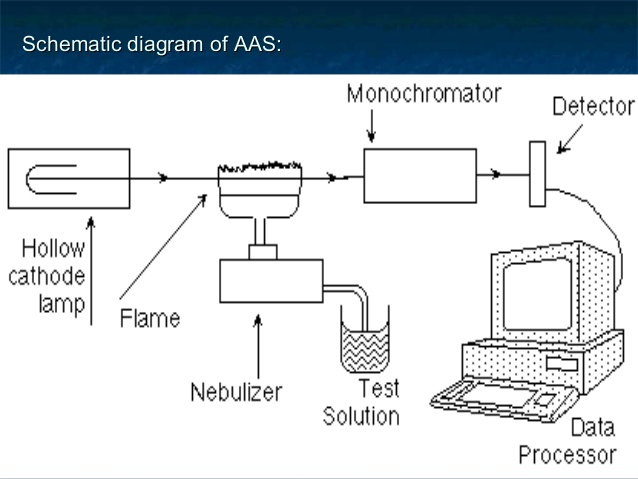 Schematic diagram of AAS:
Monochromator
Detector
Hollow
cathode
lamp
Flame
Nebulizer
Test
Solution
Data
Processor